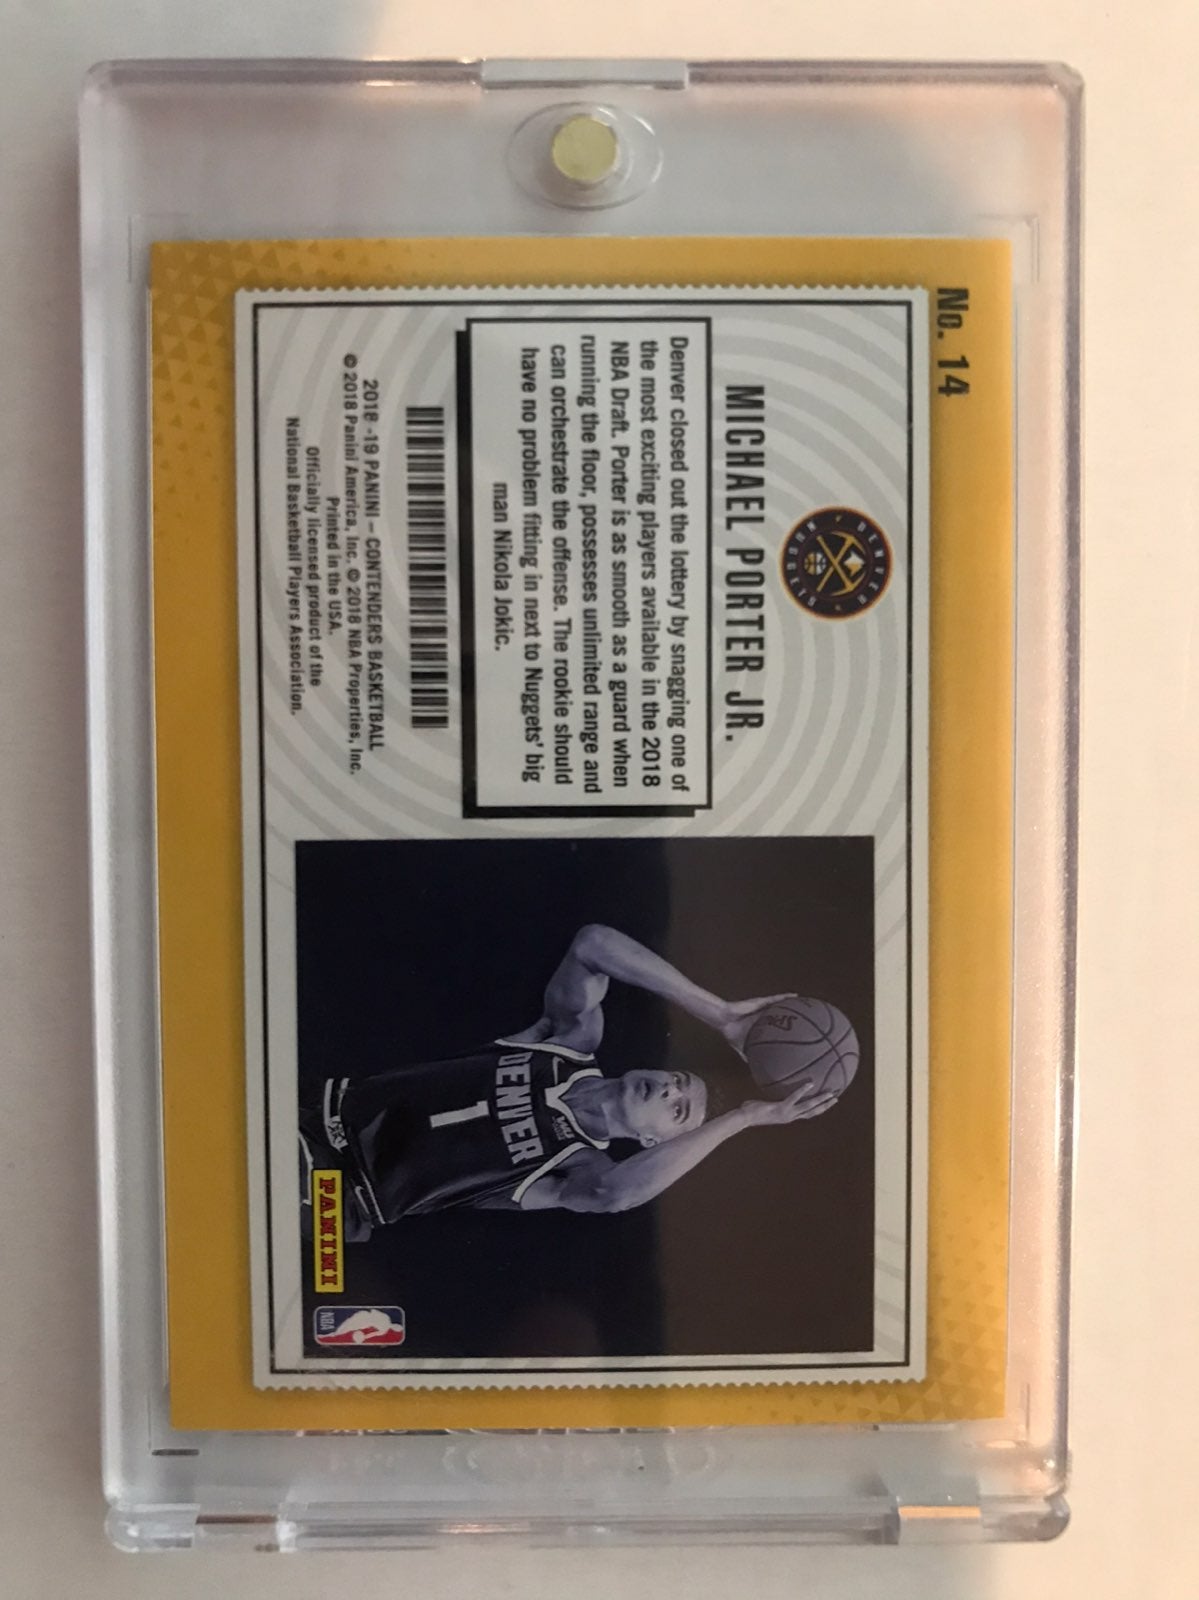 No. 14
DENVER
NUGGETS
MICHAEL PORTER JR.
Denver closed out the lottery by snagging one of
the most exciting players available in the 2018
NBA Draft. Porter is as smooth as a guard when
running the floor, possesses unlimited range and
can orchestrate the offense. The rookie should
have no problem fitting in next to Nuggets' big
man Nikola Jokic.
2018 -19 PANINI – CONTENDERS BASKETBALL
© 2018 Panini America, Inc. © 2018 NBA Properties, Inc.
Printed in the USA.
Officially licensed product of the
National Basketball Players Association.
DENVER
1
PANINI
NBA